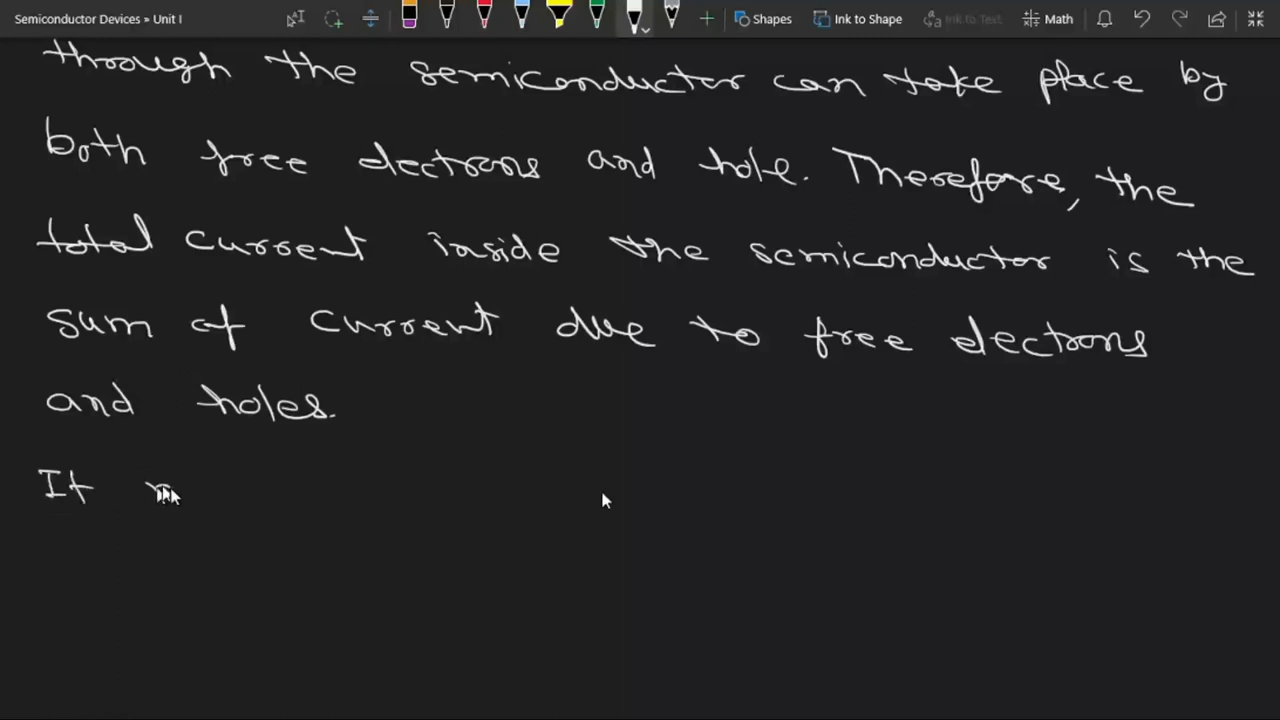 Semiconductor Devices » Unit I
Shapes Ink to Shape Ink to Text Math
through the semiconductor can take place by
both free electrons and hole. Therefore, the
total current inside the semiconductor is the
sum of current due to free electrons
and holes.
It